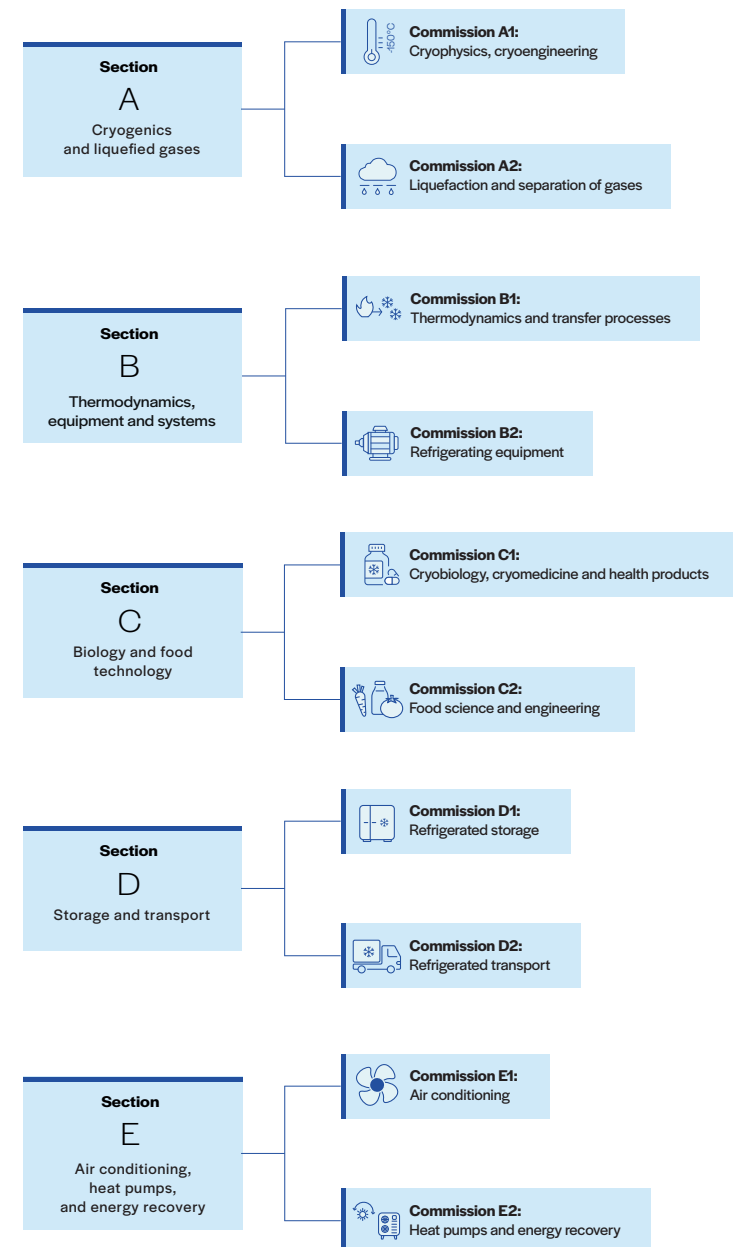 Section
A
Cryogenics
and liquefied gases
-150°C
Commission A1:
Cryophysics, cryoengineering
Commission A2:
Liquefaction and separation of gases
Section
B
Thermodynamics,
equipment and systems
Commission B1:
Thermodynamics and transfer processes
Commission B2:
Refrigerating equipment
Section
C
Biology and food
technology
Commission C1:
Cryobiology, cryomedicine and health products
Commission C2:
Food science and engineering
Section
D
Storage and transport
Commission D1:
Refrigerated storage
Commission D2:
Refrigerated transport
Section
E
Air conditioning,
heat pumps,
and energy recovery
Commission E1:
Air conditioning
Commission E2:
Heat pumps and energy recovery